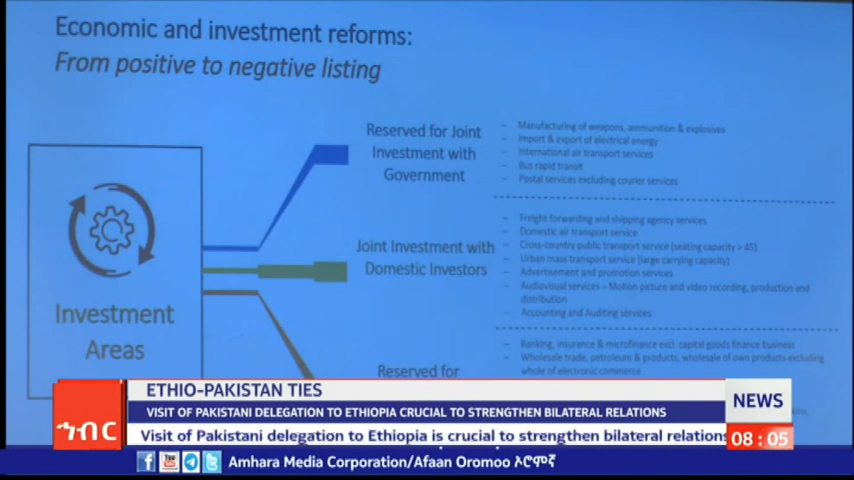 Economic and investment reforms:
From positive to negative listing
Investment
Areas
Reserved for Joint
Investment with
Government
– Manufacturing of weapons, ammunition & explosives
– Import & export of electrical energy
– International air transport services
– Bus rapid transit
– Postal services excluding courier services
Joint Investment with
Domestic Investors
– Freight forwarding and shipping agency services
– Domestic air transport service
– Cross-country public transport service (seating capacity > 45)
– Urban mass transport service (large carrying capacity)
– Advertisement and promotion services
– Audiovisual services – Motion picture and video recording, production and
distribution
– Accounting and Auditing services
Reserved for
– Banking, insurance & microfinance excl. capital goods finance business
– Wholesale trade, petroleum & products, wholesale of own products excluding
whole of electronic commerce
ኅብር
ETHIO-PAKISTAN TIES
VISIT OF PAKISTANI DELEGATION TO ETHIOPIA CRUCIAL TO STRENGTHEN BILATERAL RELATIONS
Visit of Pakistani delegation to Ethiopia is crucial to strengthen bilateral relations
NEWS
08:05
You
Amhara Media Corporation/Afaan Oromoo ኦሮሞኛ